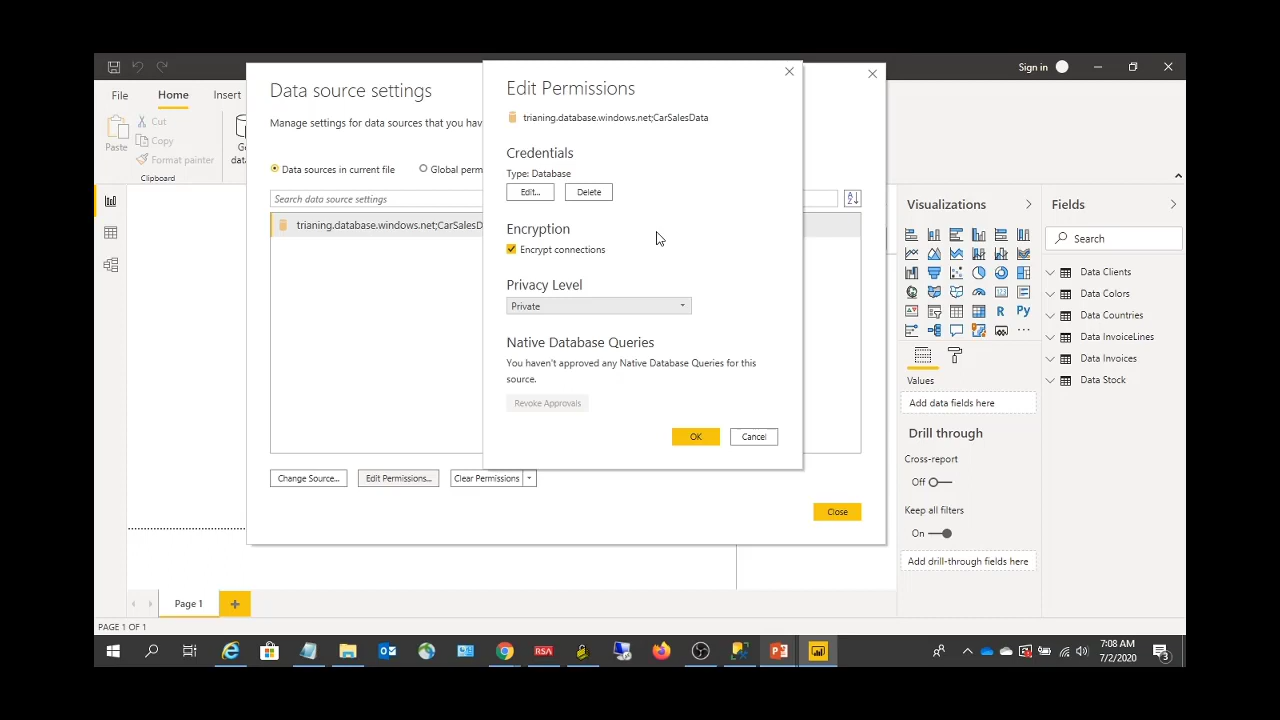 Sign in
File
Home
Insert
Cut
Copy
Format painter
Paste
Clipboard
Data source settings
Manage settings for data sources that you hav
Data sources in current file
Global perm
Search data source settings
trianing.database.windows.net;CarSalesD
Change Source...
Edit Permissions...
Clear Permissions
Close
Edit Permissions
trianing.database.windows.net;CarSalesData
Credentials
Type: Database
Edit...
Delete
Encryption
Encrypt connections
Privacy Level
Private
Native Database Queries
You haven't approved any Native Database Queries for this
source.
Revoke Approvals
OK
Cancel
Visualizations
R
Py
Values
Add data fields here
Drill through
Cross-report
Off
Keep all filters
On
Add drill-through fields here
Fields
Search
Data Clients
Data Colors
Data Countries
Data InvoiceLines
Data Invoices
Data Stock
Page 1
PAGE 1 OF 1
RSA
7:08 AM
7/2/2020
3